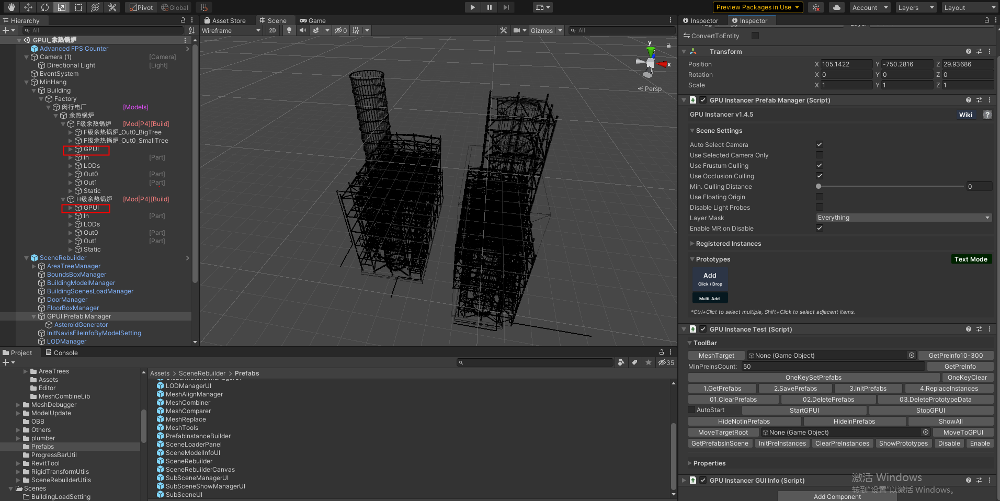 Pivot
Global
Preview Packages in Use
Account
Layers
Layout
Hierarchy
All
GPUI_余热锅炉
Advanced FPS Counter
Camera (1) [Camera]
Directional Light [Light]
EventSystem
MinHang
Building
Factory
闵行电厂 [Models]
余热锅炉
F级余热锅炉 [Mod|P4][Build]
F级余热锅炉_Out0_BigTree
F级余热锅炉_Out0_SmallTree
GPUI
In [Part]
LODs
Out0 [Part]
Out1 [Part]
Static
H级余热锅炉 [Mod|P4][Build]
GPUI
In [Part]
LODs
Out0 [Part]
Out1 [Part]
Static
SceneRebuilder
AreaTreeManager
BoundsBoxManager
BuildingModelManager
BuildingScenesLoadManager
DoorManager
FloorBoxManager
GPUI Prefab Manager
AsteroidGenerator
InitNavisFileInfoByModelSetting
LODManager
Asset Store
Scene
Game
Wireframe
2D
0
Gizmos
All
y
x
Persp
Project
Console
35
AreaTrees
Assets
Editor
MeshCombineLib
MeshDebugger
ModelUpdate
OBB
Others
plumber
Prefabs
ProgressBarUtil
RevitTool
RigidTransformUtils
SceneRebuilderUtils
Scenes
BuildingLoadSetting
Assets > SceneRebuilder > Prefabs
LODManagerUI
MeshAlignManager
MeshCombiner
MeshComparer
MeshReplace
MeshTools
PrefabInstanceBuilder
SceneLoaderPanel
SceneModelInfoUI
SceneRebuilder
SceneRebuilderCanvas
SubSceneManagerUI
SubSceneShowManagerUI
SubSceneUI
Inspector
Inspector
ConvertToEntity
Transform
Position X 105.1422 Y -750.2816 Z 29.93686
Rotation X 0 Y 0 Z 0
Scale X 1 Y 1 Z 1
GPU Instancer Prefab Manager (Script)
GPU Instancer v1.4.5 Wiki ?
Scene Settings
Auto Select Camera
Use Selected Camera Only
Use Frustum Culling
Use Occlusion Culling
Min. Culling Distance 0
Use Floating Origin
Disable Light Probes
Layer Mask Everything
Enable MR on Disable
Registered Instances
Prototypes Text Mode
Add
Click / Drop
Multi. Add
*Ctrl+Clict to select multiple, Shift+Click to select adjacent items.
GPU Instance Test (Script)
ToolBar
MeshTarget None (Game Object) GetPreInfo10-300
MinPreInsCount: 50 GetPreInfo
OneKeySetPrefabs OneKeyClear
1.GetPrefabs 2.SavePrefabs 3.InitPrefabs 4.ReplaceInstances
01.ClearPrefabs 02.DeletePrefabs 03.DeletePrototypeData
AutoStart StartGPUI StopGPUI
HideNotInPrefabs HideInPrefabs ShowAll
MoveTargetRoot None (Game Object) MoveToGPUI
GetPrefabsInScene InitPreInstances ClearPreInstances ShowPrototypes Disable Enable
Properties
GPU Instancer GUI Info (Script)
Add Component
激活 Windows
转到"设置"以激活 Windows。